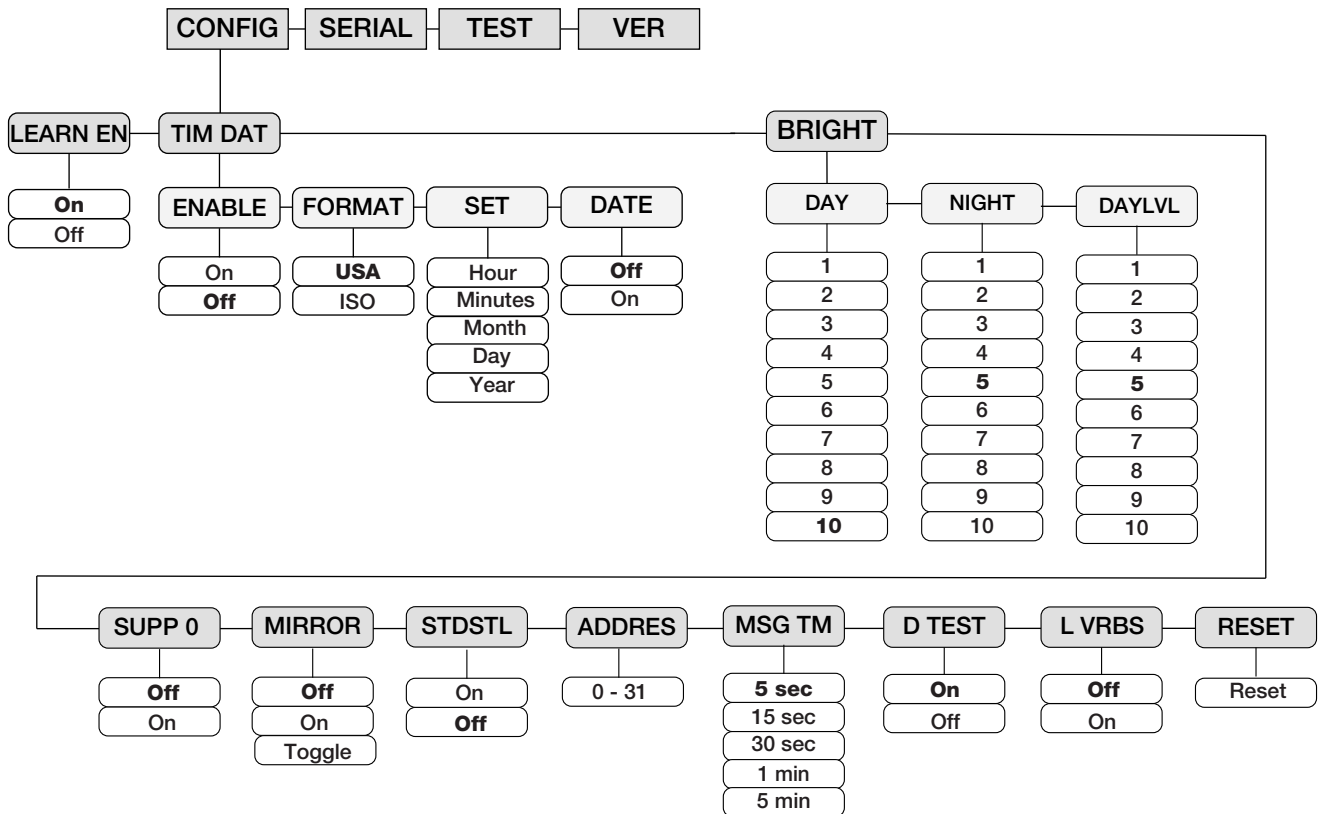 CONFIG SERIAL TEST VER
LEARN EN TIM DAT BRIGHT
On
Off
ENABLE FORMAT SET DATE
On
Off
USA
ISO
Hour
Minutes
Month
Day
Year
Off
On
DAY NIGHT DAYLVL
1 1 1
2 2 2
3 3 3
4 4 4
5 5 5
6 6 6
7 7 7
8 8 8
9 9 9
10 10 10
SUPP 0 MIRROR STDSTL ADDRES MSG TM D TEST L VRBS RESET
Off
On
Off
On
Toggle
On
Off
0 - 31
5 sec
15 sec
30 sec
1 min
5 min
On
Off
Off
On
Reset